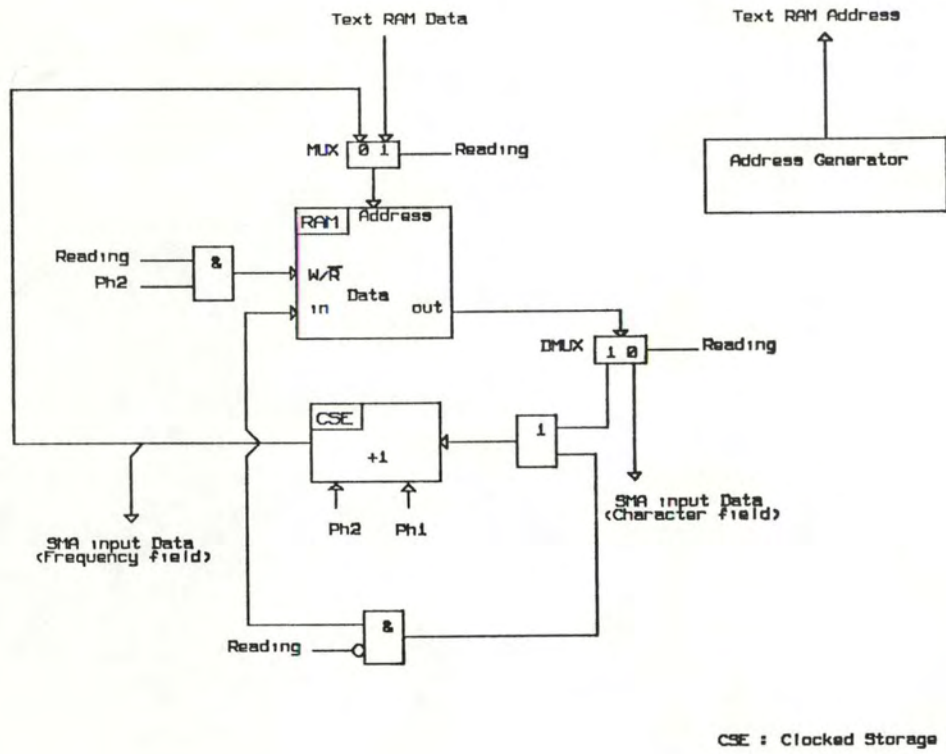 Text RAM Data
Text RAM Address
MUX 0 1 Reading
Address Generator
RAM Address
Reading
Ph2
&
W/R̅
Data
in
out
DMUX 1 0 Reading
CSE
+1
1
Ph2 Ph1
SMA input Data
(Character field)
SMA input Data
(Frequency field)
&
Reading
CSE : Clocked Storage